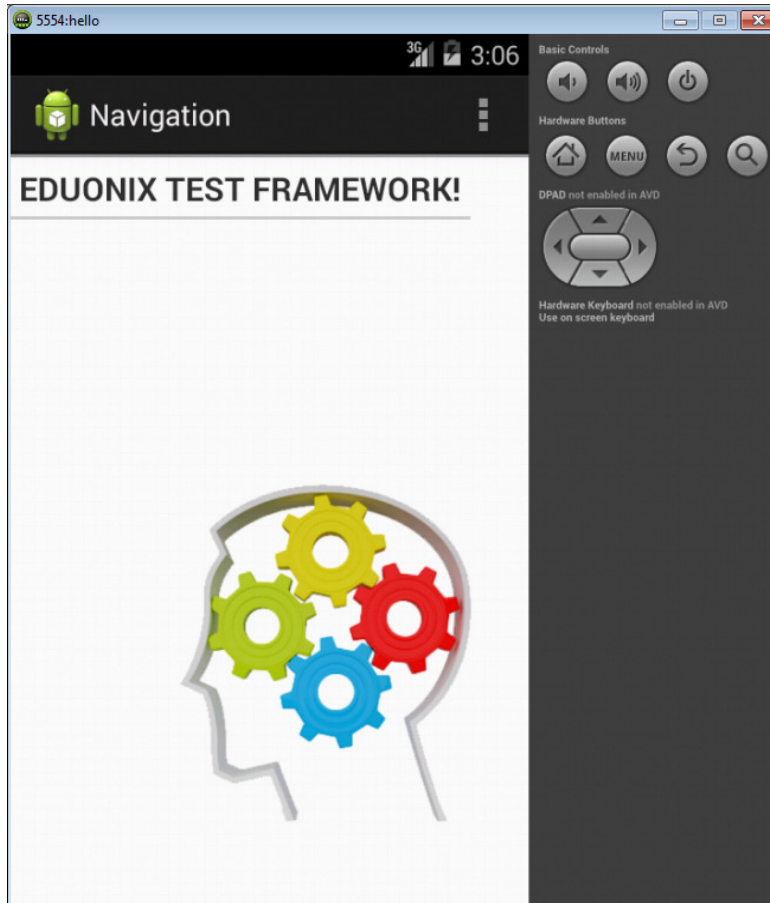 5554:hello
3G 3:06
Navigation
EDUONIX TEST FRAMEWORK!
Basic Controls
Hardware Buttons
MENU
DPAD not enabled in AVD
Hardware Keyboard not enabled in AVD
Use on screen keyboard